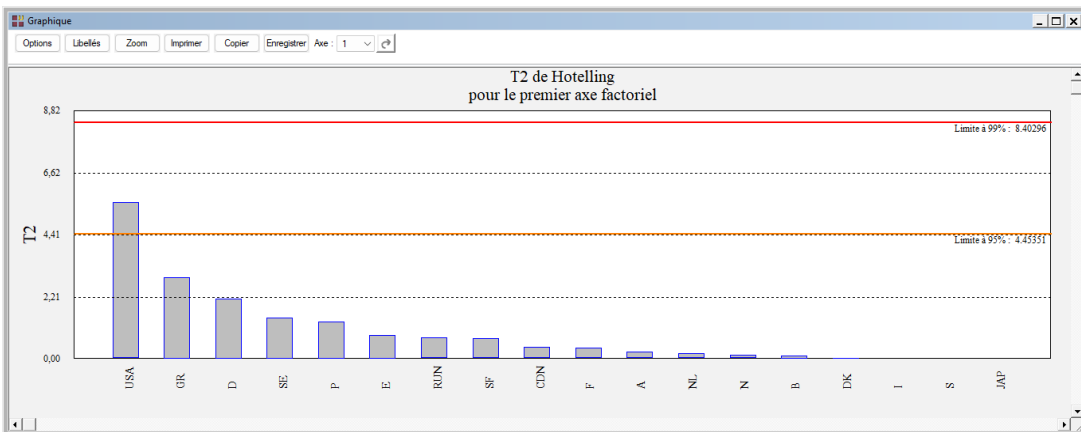 Graphique
Options Libellés Zoom Imprimer Copier Enregistrer Axe : 1
T2 de Hotelling
pour le premier axe factoriel
8,82
Limite à 99% : 8.40296
6,62
T2
4,41
Limite à 95% : 4.45351
2,21
0,00
USA GR D SE P E RUN SF CDN F A NL N B DK I S JAP